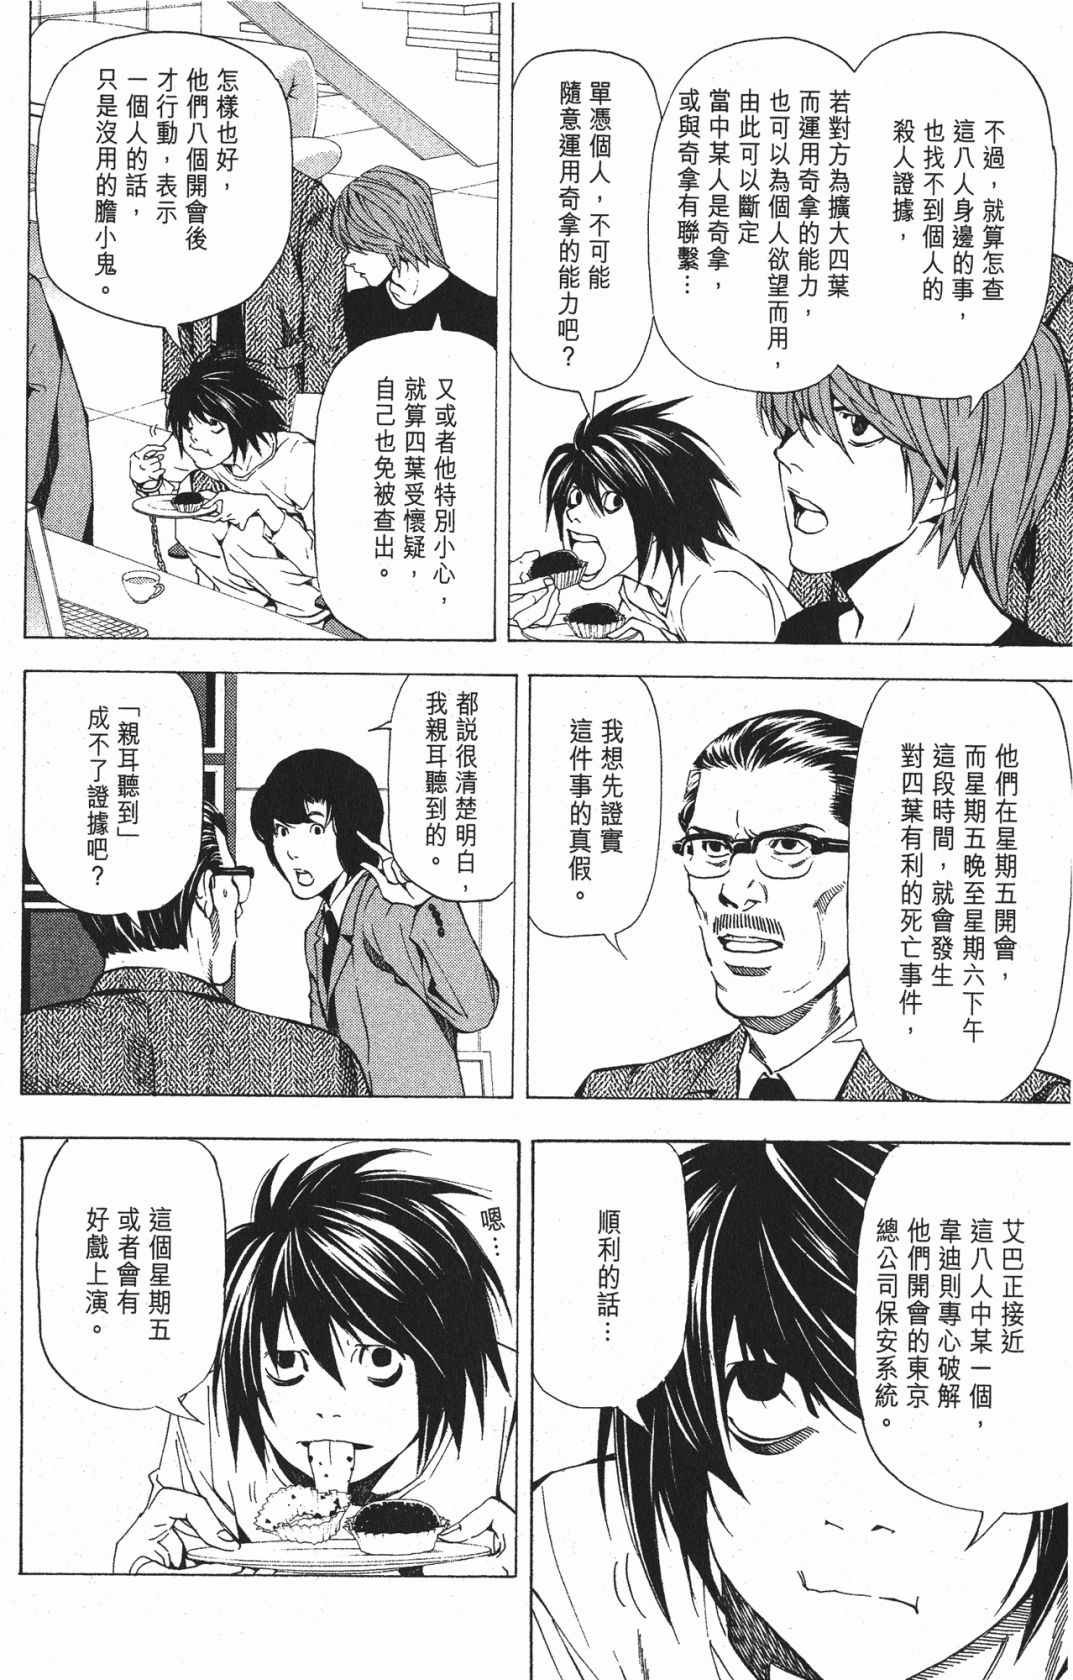 不過，就算怎查
這八人身邊的事，
也找不到個人的
殺人證據，
若對方為擴大四葉
而運用奇拿的能力，
也可以為個人欲望而用，
由此可以斷定
當中某人是奇拿，
或與奇拿有聯繫…
單憑個人，不可能
隨意運用奇拿的能力吧？
又或者他特別小心，
就算四葉受懷疑，
自己也免被查出。
怎樣也好，
他們八個開會後
才行動，表示
一個人的話，
只是沒用的膽小鬼。
他們在星期五開會，
而星期五晚至星期六下午
這段時間，就會發生
對四葉有利的死亡事件，
我想先證實
這件事的真假。
都說很清楚明白，
我親耳聽到的。
「親耳聽到」
成不了證據吧？
艾巴正接近
這八人中某一個，
韋迪則專心破解
他們開會的東京
總公司保安系統。
順利的話…
嗯…
這個星期五
或者會有
好戲上演。